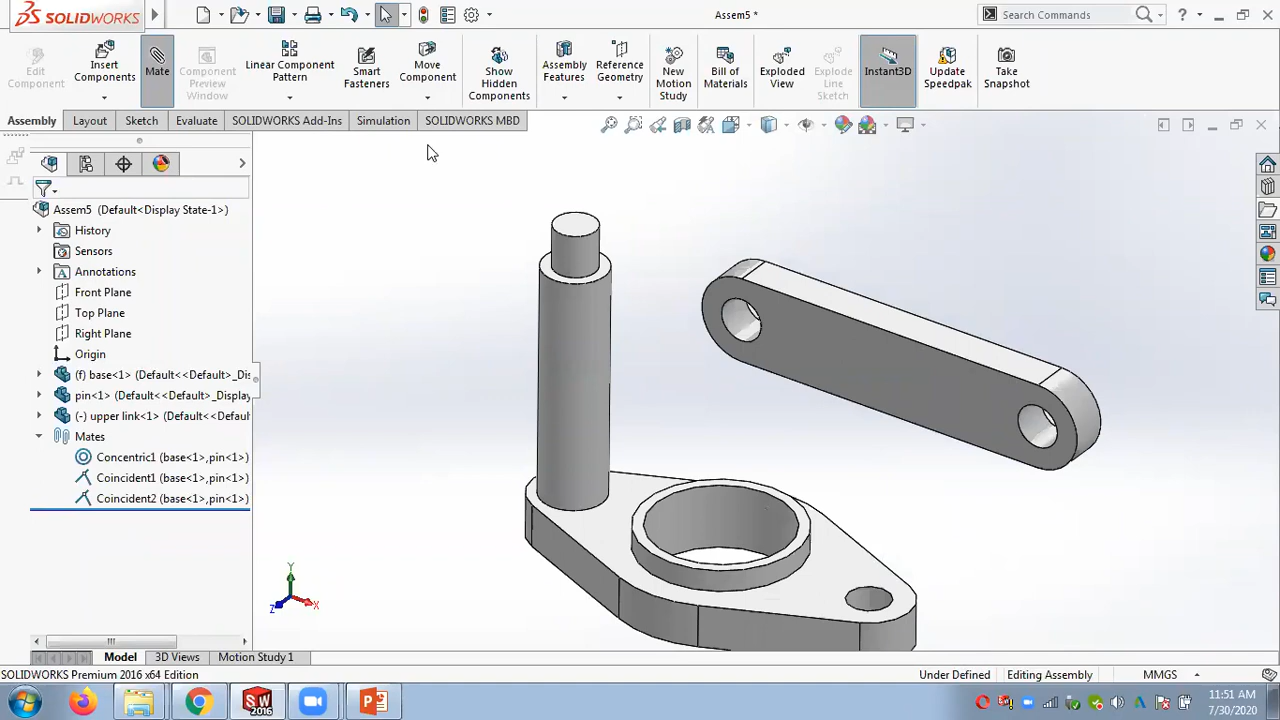 SOLIDWORKS
Assem5 *
Search Commands
?
Edit Component
Insert Components
Mate
Component Preview Window
Linear Component Pattern
Smart Fasteners
Move Component
Show Hidden Components
Assembly Features
Reference Geometry
New Motion Study
Bill of Materials
Exploded View
Explode Line Sketch
Instant3D
Update Speedpak
Take Snapshot
Assembly
Layout
Sketch
Evaluate
SOLIDWORKS Add-Ins
Simulation
SOLIDWORKS MBD
Assem5 (Default<Display State-1>)
History
Sensors
Annotations
Front Plane
Top Plane
Right Plane
Origin
(f) base<1> (Default<<Default>_Dis
pin<1> (Default<<Default>_Display
(-) upper link<1> (Default<<Defaul
Mates
Concentric1 (base<1>,pin<1>)
Coincident1 (base<1>,pin<1>)
Coincident2 (base<1>,pin<1>)
Y
Z
X
Model
3D Views
Motion Study 1
SOLIDWORKS Premium 2016 x64 Edition
Under Defined
Editing Assembly
MMGS
SW
2016
11:51 AM
7/30/2020